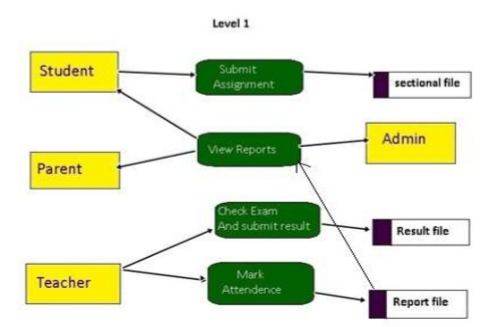 Level 1
Student
Submit
Assignment
sectional file
View Reports
Admin
Parent
Check Exam
And submit result
Result file
Teacher
Mark
Attendence
Report file